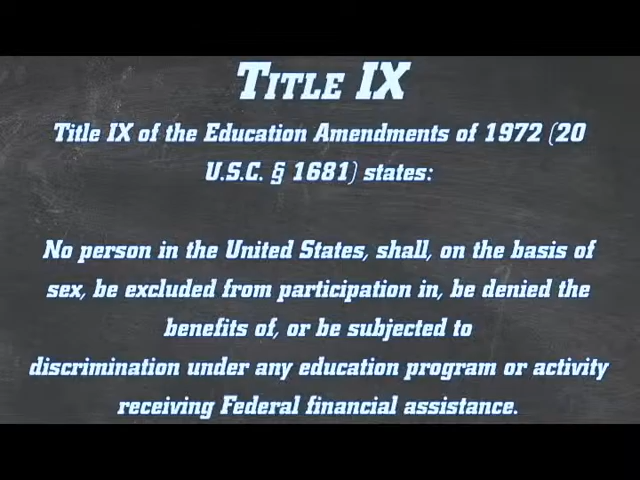 Title IX
Title IX of the Education Amendments of 1972 (20
U.S.C. § 1681) states:
No person in the United States, shall, on the basis of
sex, be excluded from participation in, be denied the
benefits of, or be subjected to
discrimination under any education program or activity
receiving Federal financial assistance.